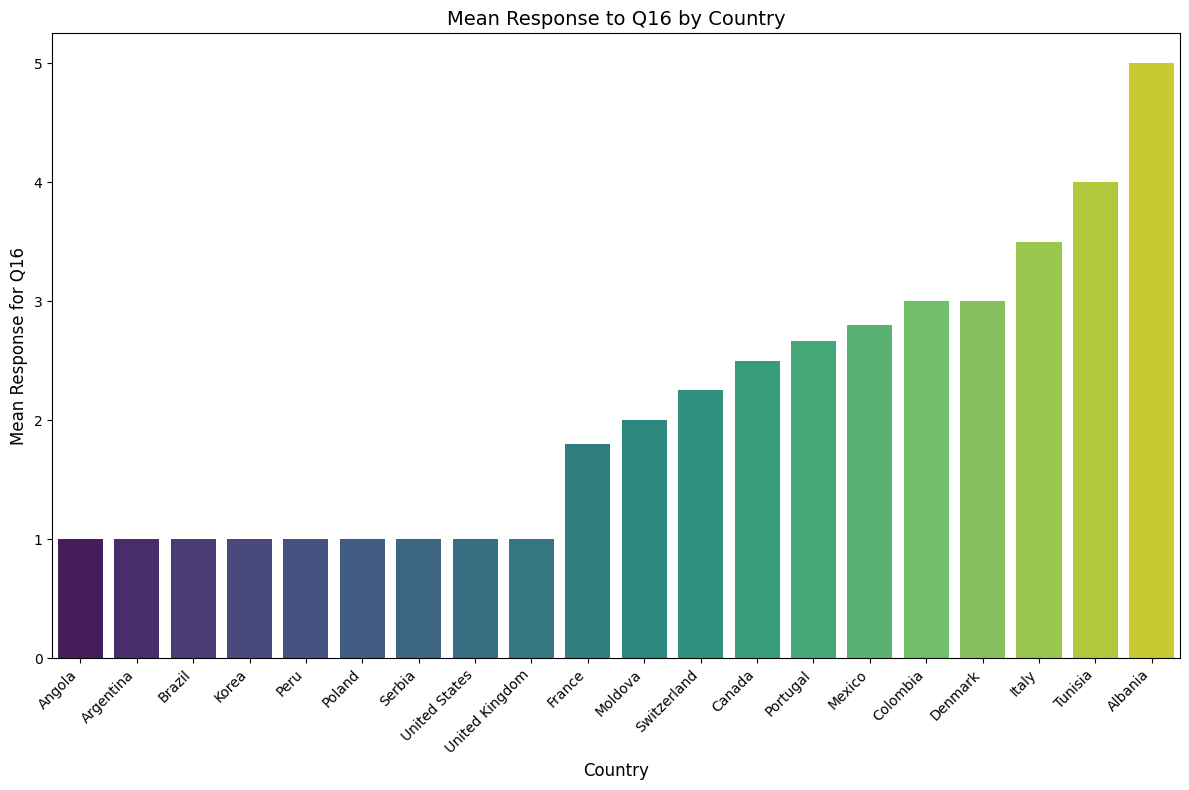 Mean Response to Q16 by Country
Mean Response for Q16
5
4
3
2
1
0
Angola
Argentina
Brazil
Korea
Peru
Poland
Serbia
United States
United Kingdom
France
Moldova
Switzerland
Canada
Portugal
Mexico
Colombia
Denmark
Italy
Tunisia
Albania
Country